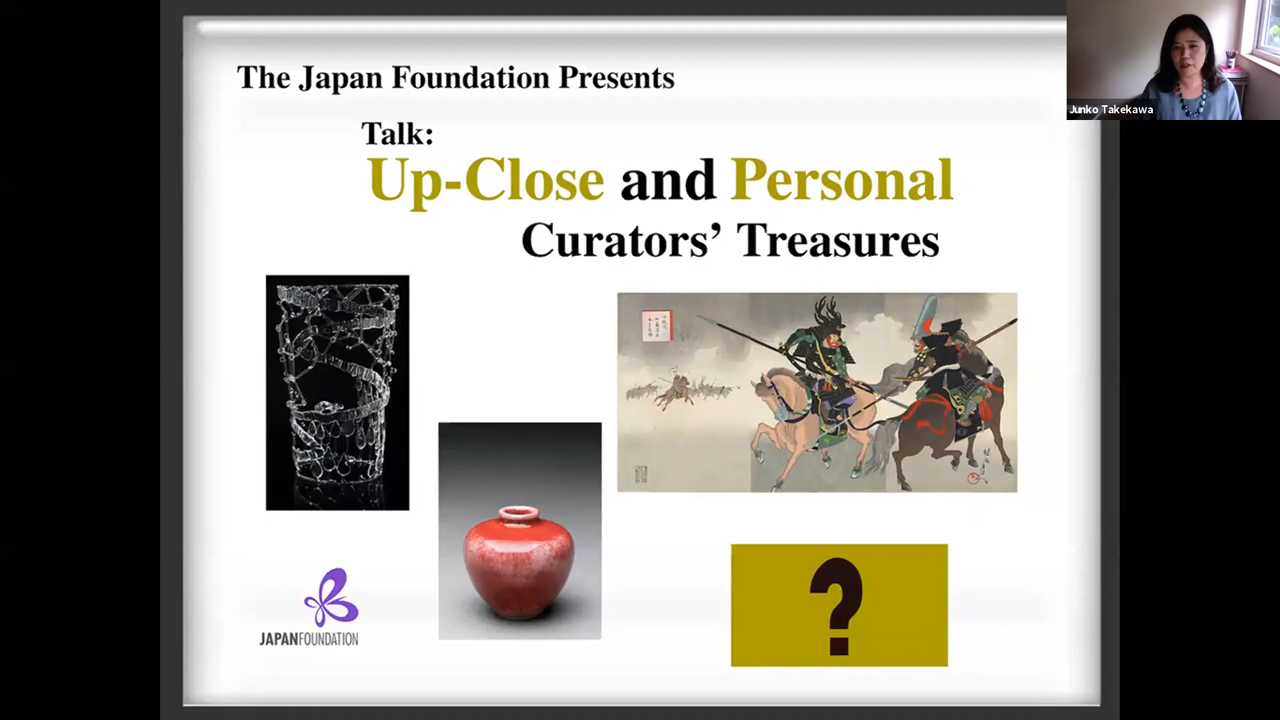 The Japan Foundation Presents
Junko Takekawa
Talk:
Up-Close and Personal
Curators’ Treasures
?
JAPANFOUNDATION